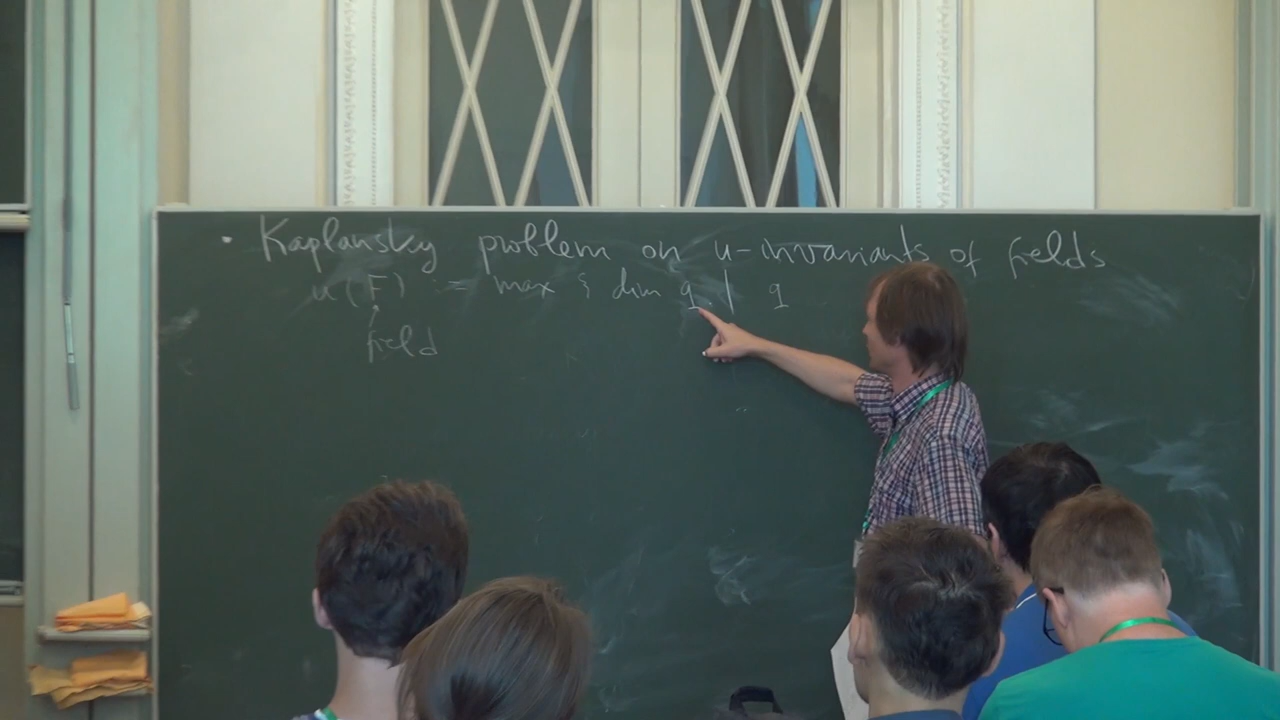 • Kaplansky problem on u-invariants of fields
u(F) := max { dim q | q
field